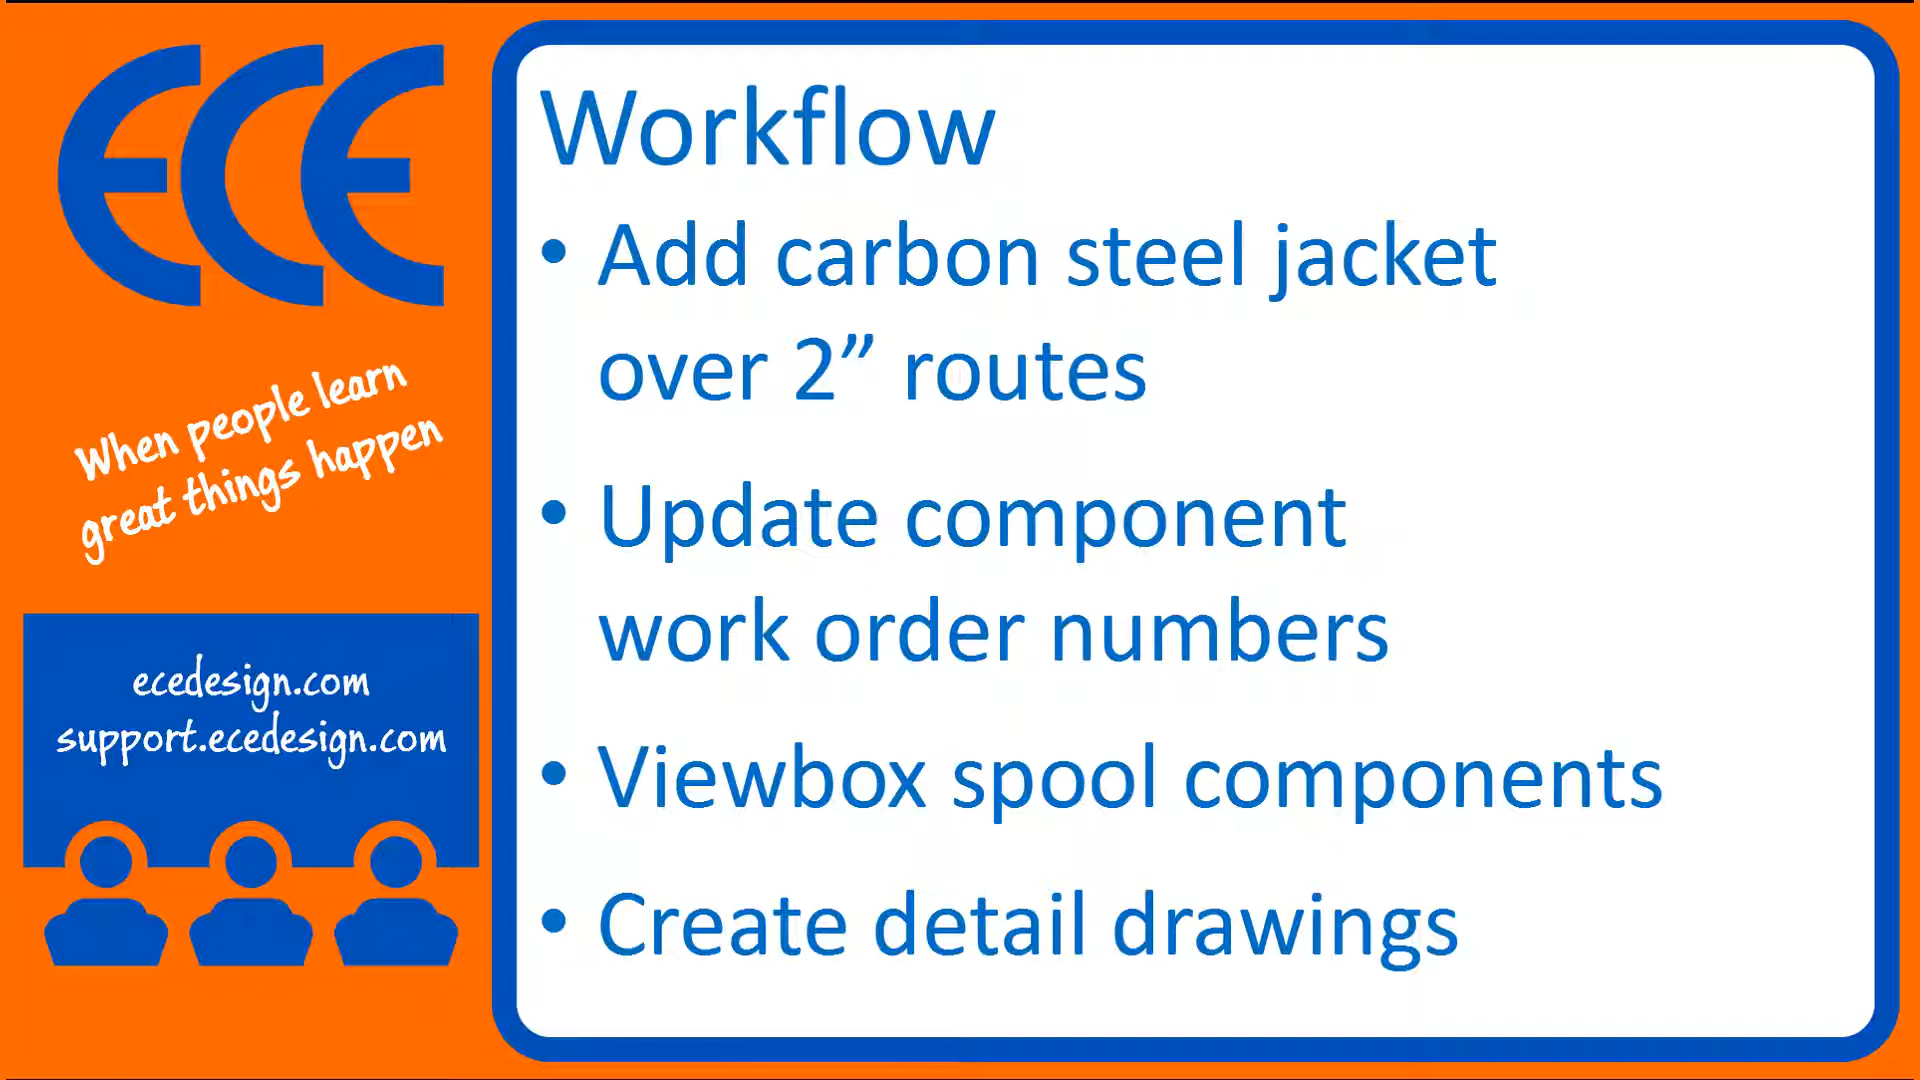 ECE
When people learn
great things happen
ecedesign.com
support.ecedesign.com
Workflow
• Add carbon steel jacket
over 2” routes
• Update component
work order numbers
• Viewbox spool components
• Create detail drawings